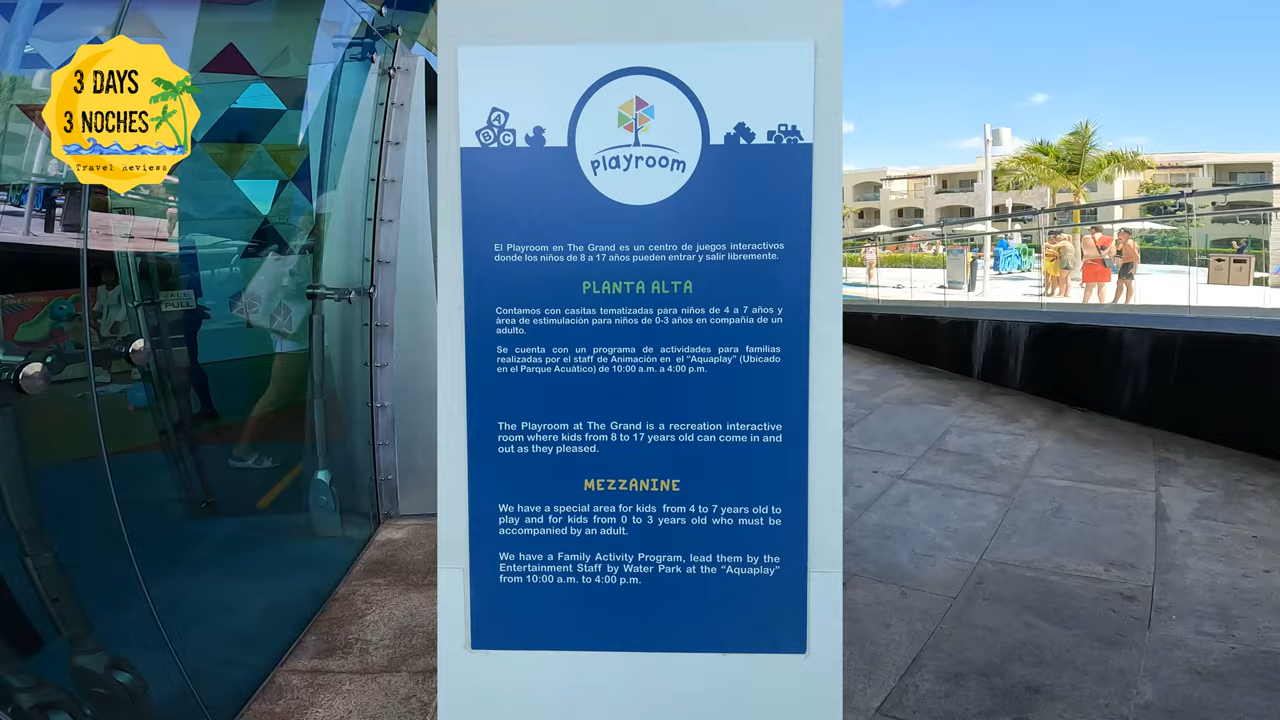 3 DAYS
3 NOCHES
Travel Reviews
JALE
PULL
A
B C
playroom
El Playroom en The Grand es un centro de juegos interactivos
donde los niños de 8 a 17 años pueden entrar y salir libremente.
PLANTA ALTA
Contamos con casitas tematizadas para niños de 4 a 7 años y
área de estimulación para niños de 0-3 años en compañía de un
adulto.
Se cuenta con un programa de actividades para familias
realizadas por el staff de Animación en el "Aquaplay" (Ubicado
en el Parque Acuático) de 10:00 a.m. a 4:00 p.m.
The Playroom at The Grand is a recreation interactive
room where kids from 8 to 17 years old can come in and
out as they pleased.
MEZZANINE
We have a special area for kids from 4 to 7 years old to
play and for kids from 0 to 3 years old who must be
accompanied by an adult.
We have a Family Activity Program, lead them by the
Entertainment Staff by Water Park at the "Aquaplay"
from 10:00 a.m. to 4:00 p.m.